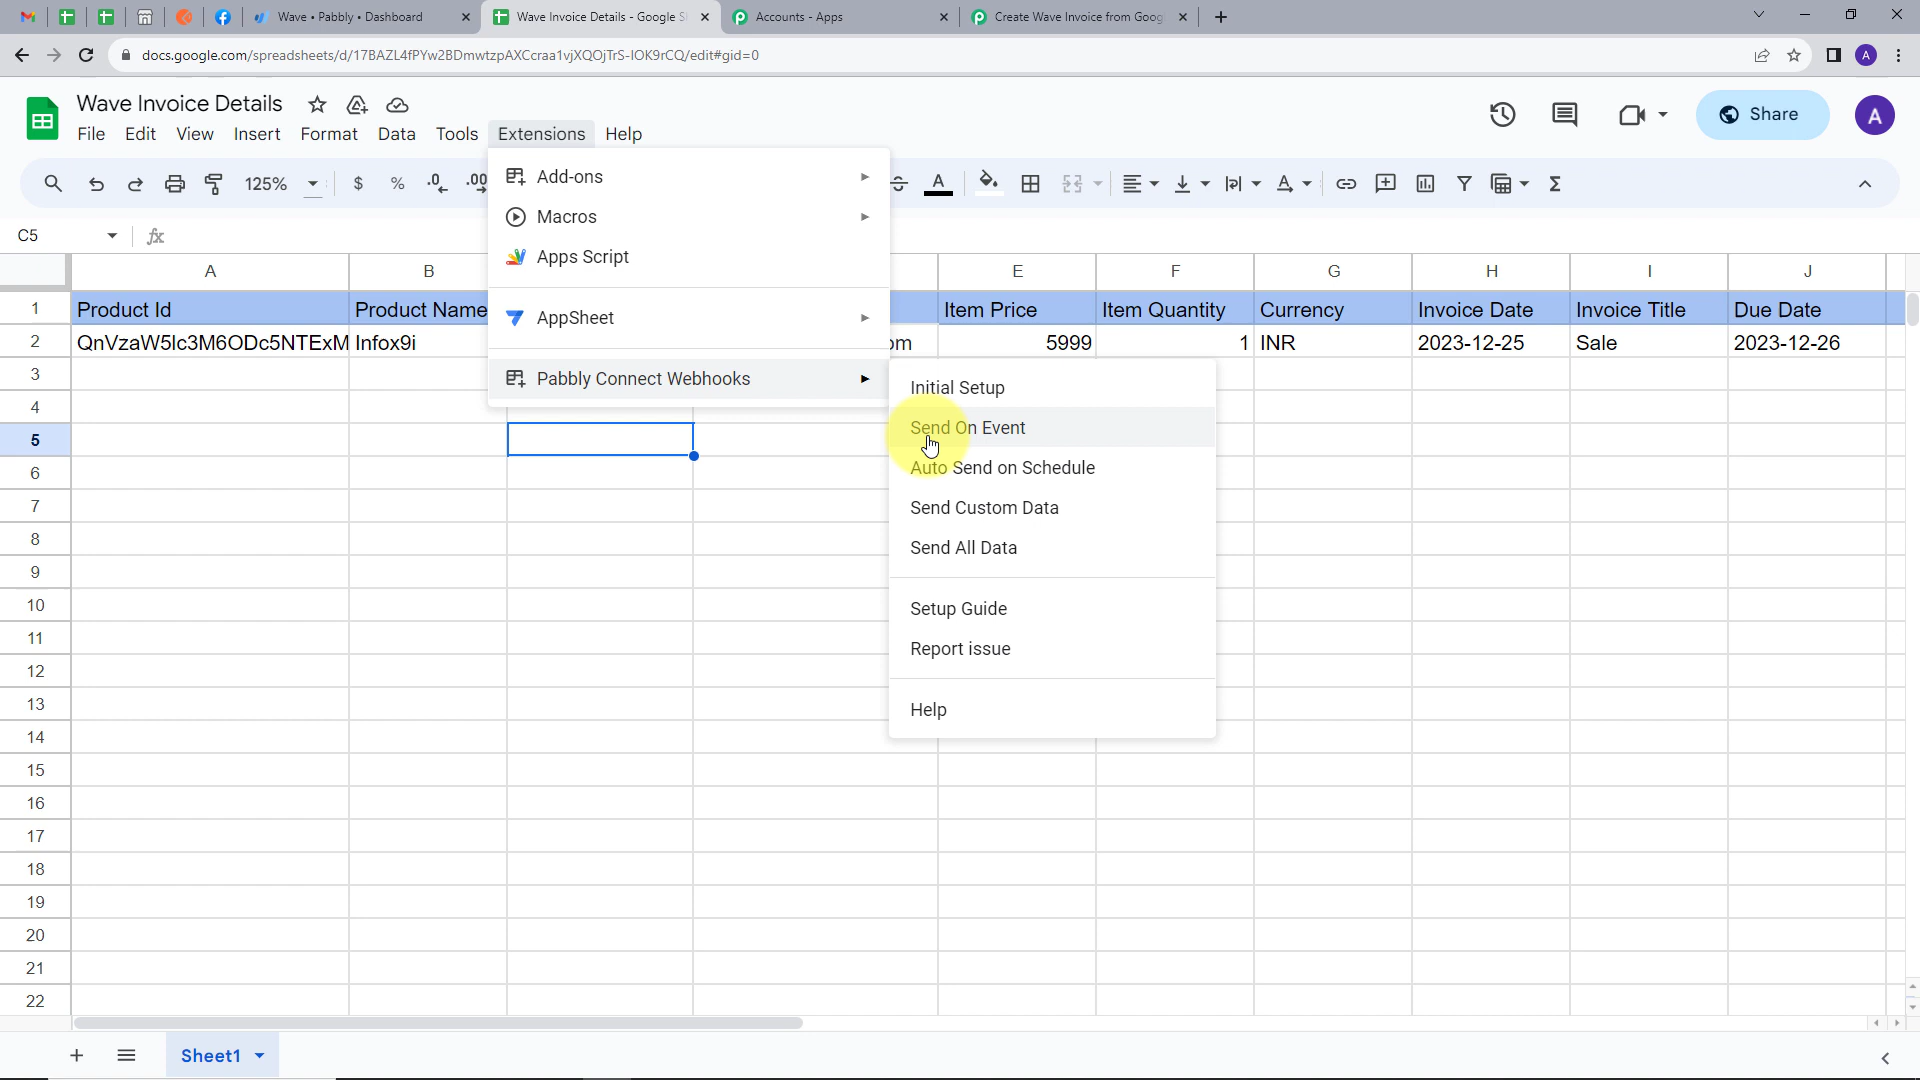 Wave • Pabbly • Dashboard
Wave Invoice Details - Google S
Accounts - Apps
Create Wave Invoice from Goog
docs.google.com/spreadsheets/d/17BAZL4fPYw2BDmwtzpAXCcraa1vjXQOjTrS-IOK9rCQ/edit#gid=0
A
Wave Invoice Details
File Edit View Insert Format Data Tools Extensions Help
Share
A
125%
$ % .0 .00
A
C5
fx
Add-ons
Macros
Apps Script
AppSheet
Pabbly Connect Webhooks
Initial Setup
Send On Event
Auto Send on Schedule
Send Custom Data
Send All Data
Setup Guide
Report issue
Help
A B E F G H I J
1 Product Id Product Name Item Price Item Quantity Currency Invoice Date Invoice Title Due Date
2 QnVzaW5lc3M6ODc5NTExM Infox9i om 5999 1 INR 2023-12-25 Sale 2023-12-26
3
4
5
6
7
8
9
10
11
12
13
14
15
16
17
18
19
20
21
22
Sheet1